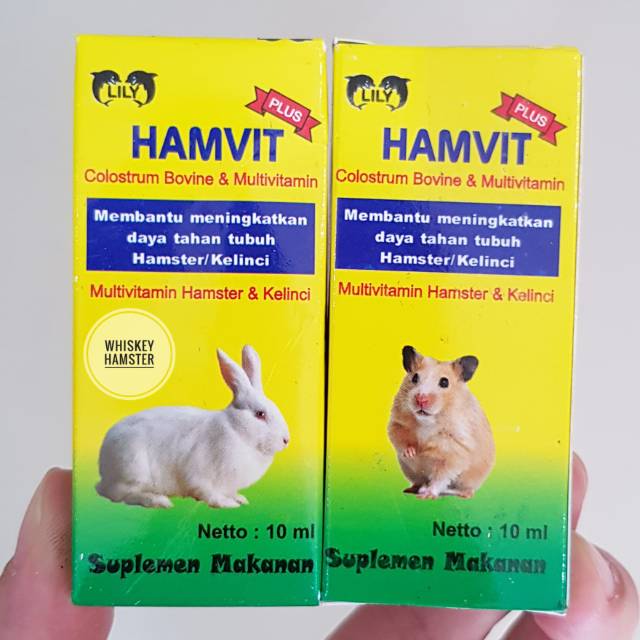 LILY
PLUS
HAMVIT
Colostrum Bovine & Multivitamin
Membantu meningkatkan
daya tahan tubuh
Hamster/Kelinci
Multivitamin Hamster & Kelinci
WHISKEY
HAMSTER
Netto : 10 ml
Suplemen Makanan
LILY
PLUS
HAMVIT
Colostrum Bovine & Multivitamin
Membantu meningkatkan
daya tahan tubuh
Hamster/Kelinci
Multivitamin Hamster & Kelinci
Netto : 10 ml
Suplemen Makanan